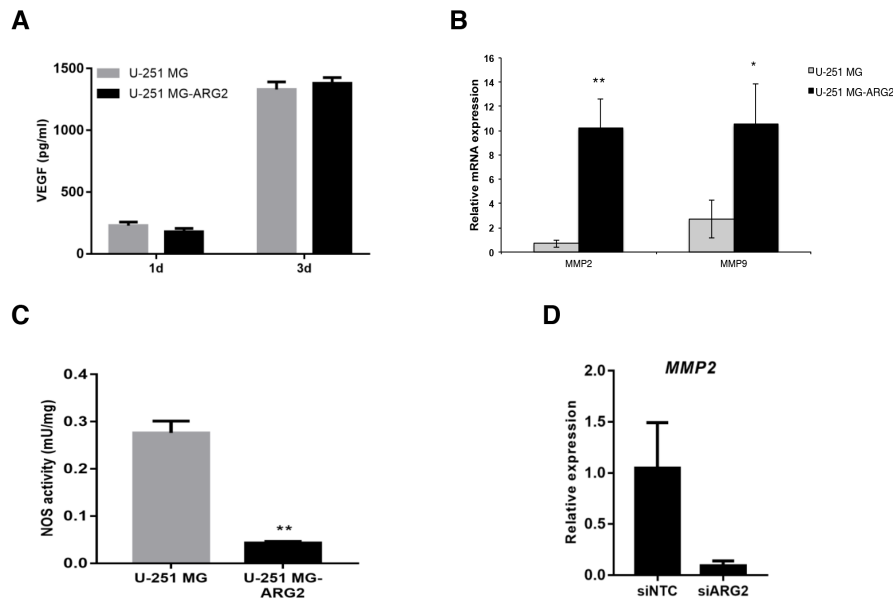 A
1500
1000
500
0
VEGF (pg/ml)
U-251 MG
U-251 MG-ARG2
1d
3d
B
16
14
12
10
8
6
4
2
0
Relative mRNA expression
**
*
U-251 MG
U-251 MG-ARG2
MMP2
MMP9
C
0.4
0.3
0.2
0.1
0.0
NOS activity (mU/mg)
**
U-251 MG
U-251 MG-
ARG2
D
MMP2
2.0
1.5
1.0
0.5
0.0
Relative expression
siNTC
siARG2